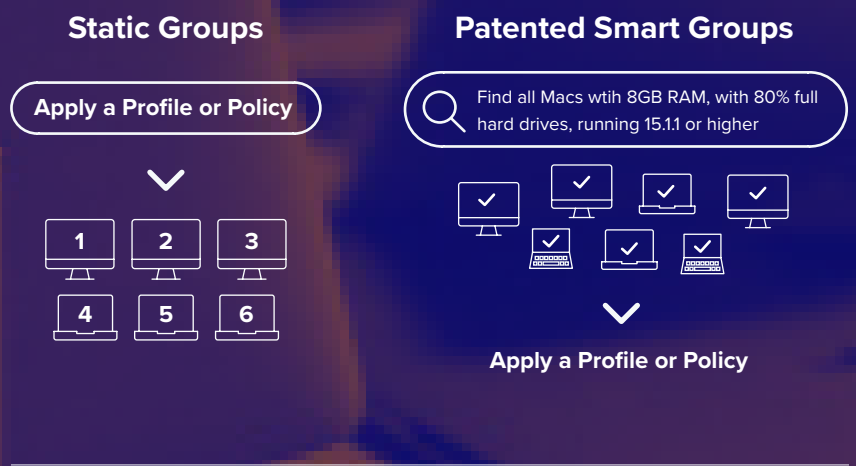 Static Groups
Apply a Profile or Policy
1 2 3
4 5 6
Patented Smart Groups
Find all Macs wtih 8GB RAM, with 80% full
hard drives, running 15.1.1 or higher
Apply a Profile or Policy